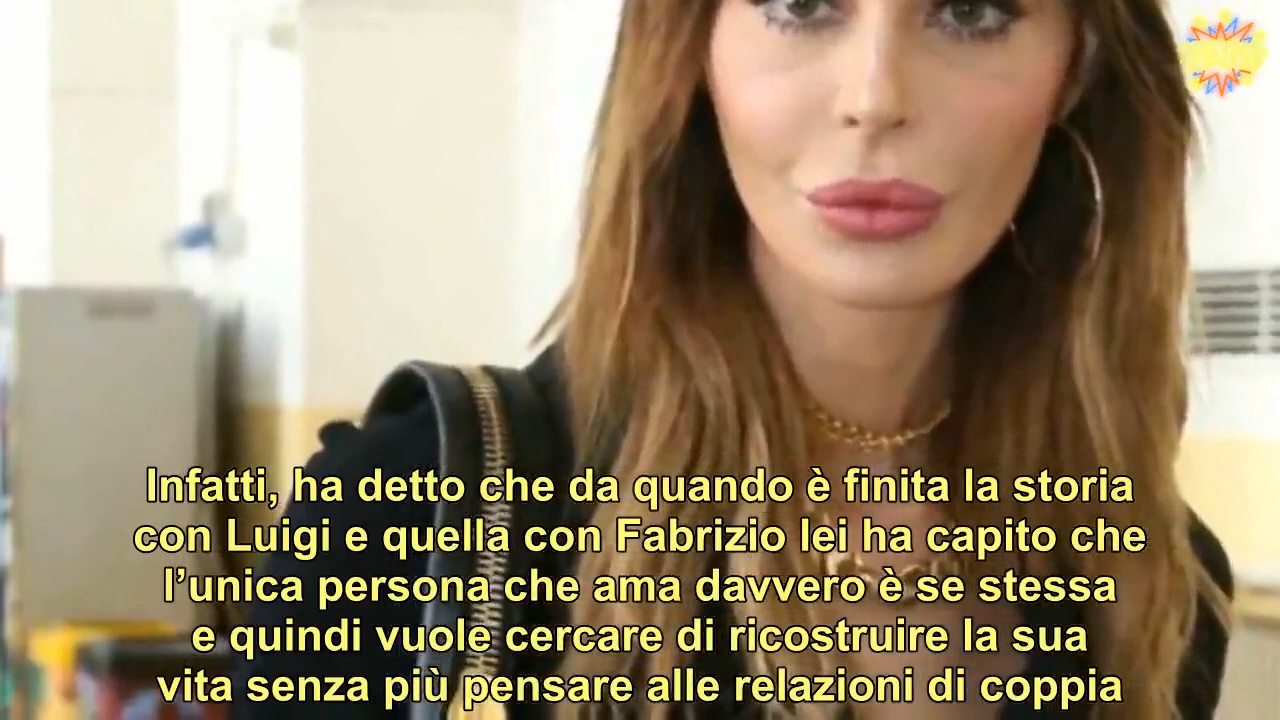 Infatti, ha detto che da quando è finita la storia
con Luigi e quella con Fabrizio lei ha capito che
l’unica persona che ama davvero è se stessa
e quindi vuole cercare di ricostruire la sua
vita senza più pensare alle relazioni di coppia